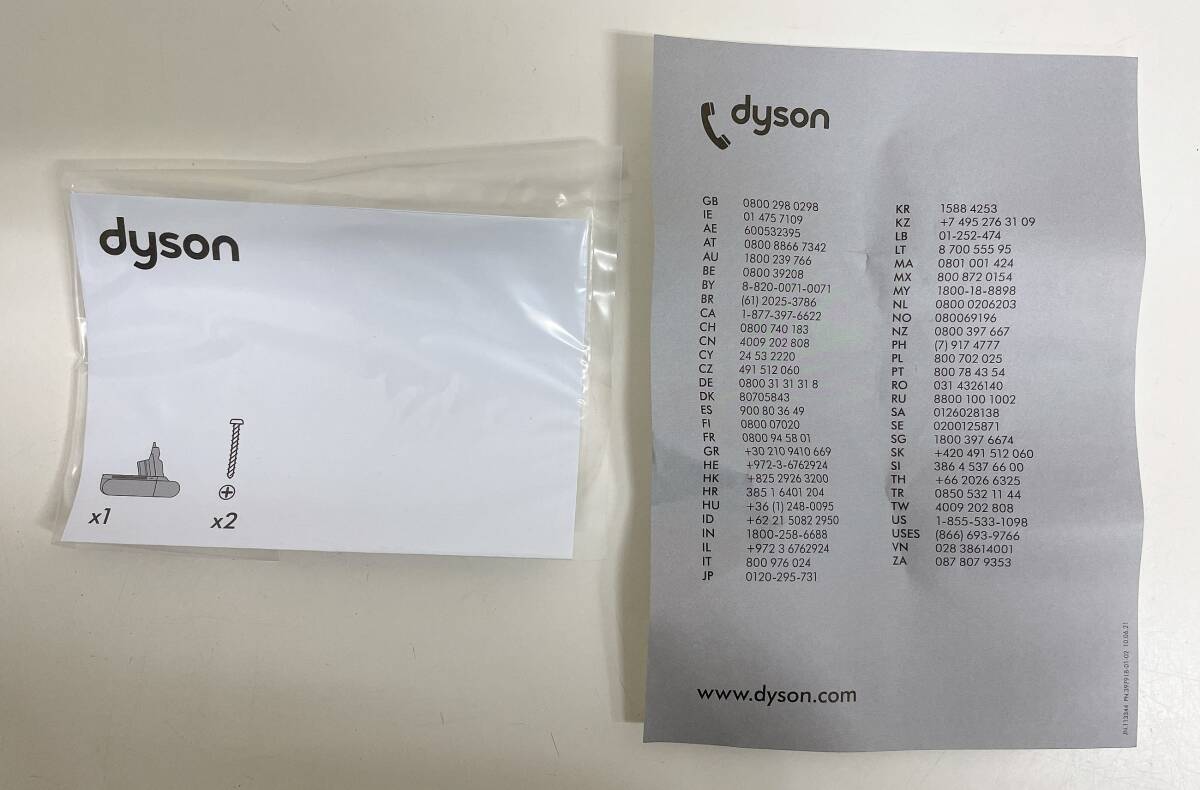 dyson
x1
x2
dyson
GB 0800 298 0298
IE 01 475 7109
AE 600532395
AT 0800 8866 7342
AU 1800 239 766
BE 0800 39208
BY 8-820-0071-0071
BR (61) 2025-3786
CA 1-877-397-6622
CH 0800 740 183
CN 4009 202 808
CY 24 53 2220
CZ 491 512 060
DE 0800 31 31 31 8
DK 80705843
ES 900 80 36 49
FI 0800 07020
FR 0800 94 58 01
GR +30 210 9410 669
HE +972-3-6762924
HK +825 2926 3200
HR 385 1 6401 204
HU +36 (1) 248-0095
ID +62 21 5082 2950
IN 1800-258-6688
IL +972 3 6762924
IT 800 976 024
JP 0120-295-731
KR 1588 4253
KZ +7 495 276 31 09
LB 01-252-474
LT 8 700 555 95
MA 0801 001 424
MX 800 872 0154
MY 1800-18-8898
NL 0800 0206203
NO 080069196
NZ 0800 397 667
PH (7) 917 4777
PL 800 702 025
PT 800 78 43 54
RO 031 4326140
RU 8800 100 1002
SA 0126028138
SE 0200125871
SG 1800 397 6674
SK +420 491 512 060
SI 386 4 537 66 00
TH +66 2026 6325
TR 0850 532 11 44
TW 4009 202 808
US 1-855-533-1098
USES (866) 693-9766
VN 028 38614001
ZA 087 807 9353
www.dyson.com
JN.113344 PN.397918-01-02 10.06.21